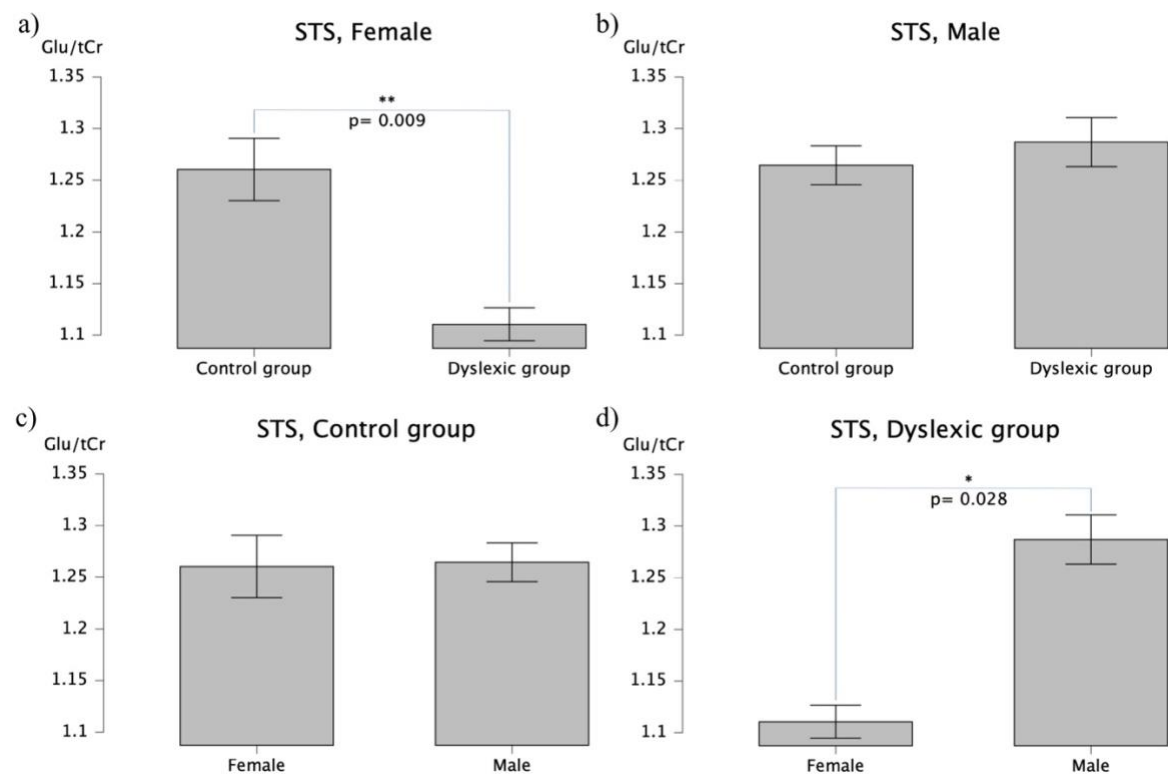 a)
STS, Female
Glu/tCr
1.35
1.3
1.25
1.2
1.15
1.1
**
p= 0.009
Control group
Dyslexic group
b)
STS, Male
Glu/tCr
1.35
1.3
1.25
1.2
1.15
1.1
Control group
Dyslexic group
c)
STS, Control group
Glu/tCr
1.35
1.3
1.25
1.2
1.15
1.1
Female
Male
d)
STS, Dyslexic group
Glu/tCr
1.35
1.3
1.25
1.2
1.15
1.1
*
p= 0.028
Female
Male